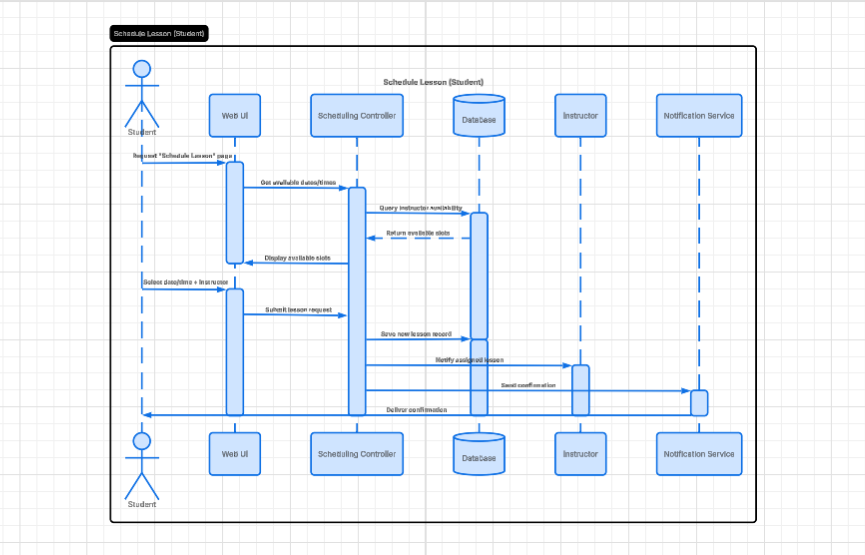 Schedule Lesson (Student)
Schedule Lesson (Student)
Student
Web UI
Scheduling Controller
Database
Instructor
Notification Service
Request "Schedule Lesson" page
Get available dates/times
Query instructor availability
Return available slots
Display available slots
Select date/time + Instructor
Submit lesson request
Save new lesson record
Notify assigned lesson
Send confirmation
Deliver confirmation
Student
Web UI
Scheduling Controller
Database
Instructor
Notification Service